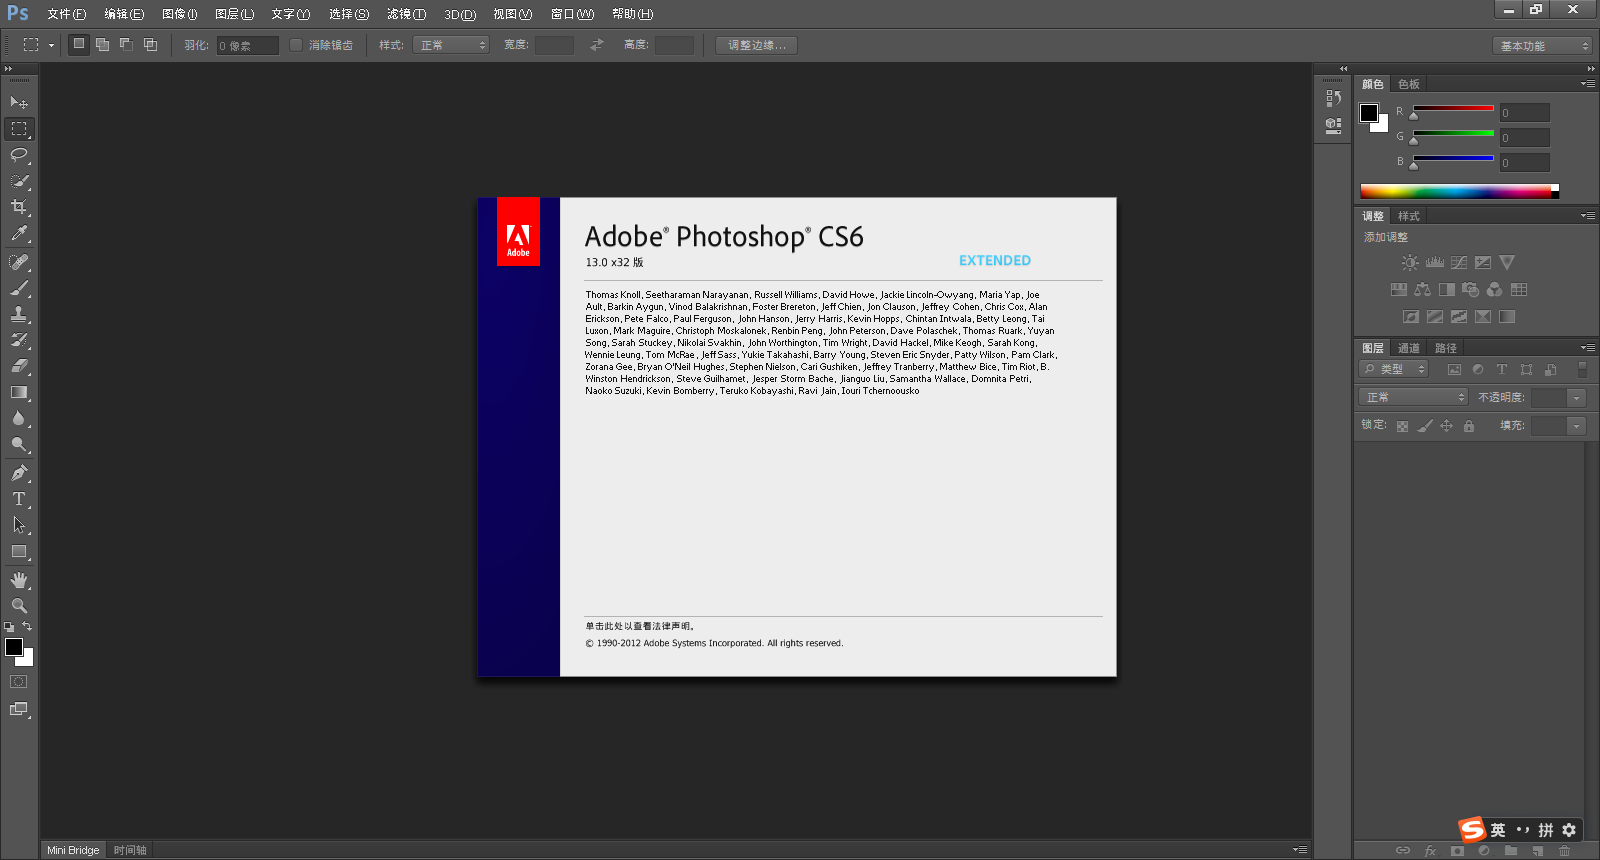 Ps 文件(F) 编辑(E) 图像(I) 图层(L) 文字(Y) 选择(S) 滤镜(T) 3D(D) 视图(V) 窗口(W) 帮助(H)
羽化: 0 像素 消除锯齿 样式: 正常 宽度: 高度: 调整边缘... 基本功能
颜色 色板
R 0
G 0
B 0
调整 样式
添加调整
图层 通道 路径
类型
正常 不透明度:
锁定: 填充:
Adobe
Adobe® Photoshop® CS6
13.0 x32 版
EXTENDED
Thomas Knoll, Seetharaman Narayanan, Russell Williams, David Howe, Jackie Lincoln-Owyang, Maria Yap, Joe
Ault, Barkin Aygun, Vinod Balakrishnan, Foster Brereton, Jeff Chien, Jon Clauson, Jeffrey Cohen, Chris Cox, Alan
Erickson, Pete Falco, Paul Ferguson, John Hanson, Jerry Harris, Kevin Hopps, Chintan Intwala, Betty Leong, Tai
Luxon, Mark Maguire, Christoph Moskalonek, Renbin Peng, John Peterson, Dave Polaschek, Thomas Ruark, Yuyan
Song, Sarah Stuckey, Nikolai Svakhin, John Worthington, Tim Wright, David Hackel, Mike Keogh, Sarah Kong,
Wennie Leung, Tom McRae, Jeff Sass, Yukie Takahashi, Barry Young, Steven Eric Snyder, Patty Wilson, Pam Clark,
Zorana Gee, Bryan O'Neil Hughes, Stephen Nielson, Cari Gushiken, Jeffrey Tranberry, Matthew Bice, Tim Riot, B.
Winston Hendrickson, Steve Guilhamet, Jesper Storm Bache, Jianguo Liu, Samantha Wallace, Domnita Petri,
Naoko Suzuki, Kevin Bomberry, Teruko Kobayashi, Ravi Jain, Iouri Tchernoousko
单击此处以查看法律声明。
© 1990-2012 Adobe Systems Incorporated. All rights reserved.
S 英 拼
Mini Bridge 时间轴
fx